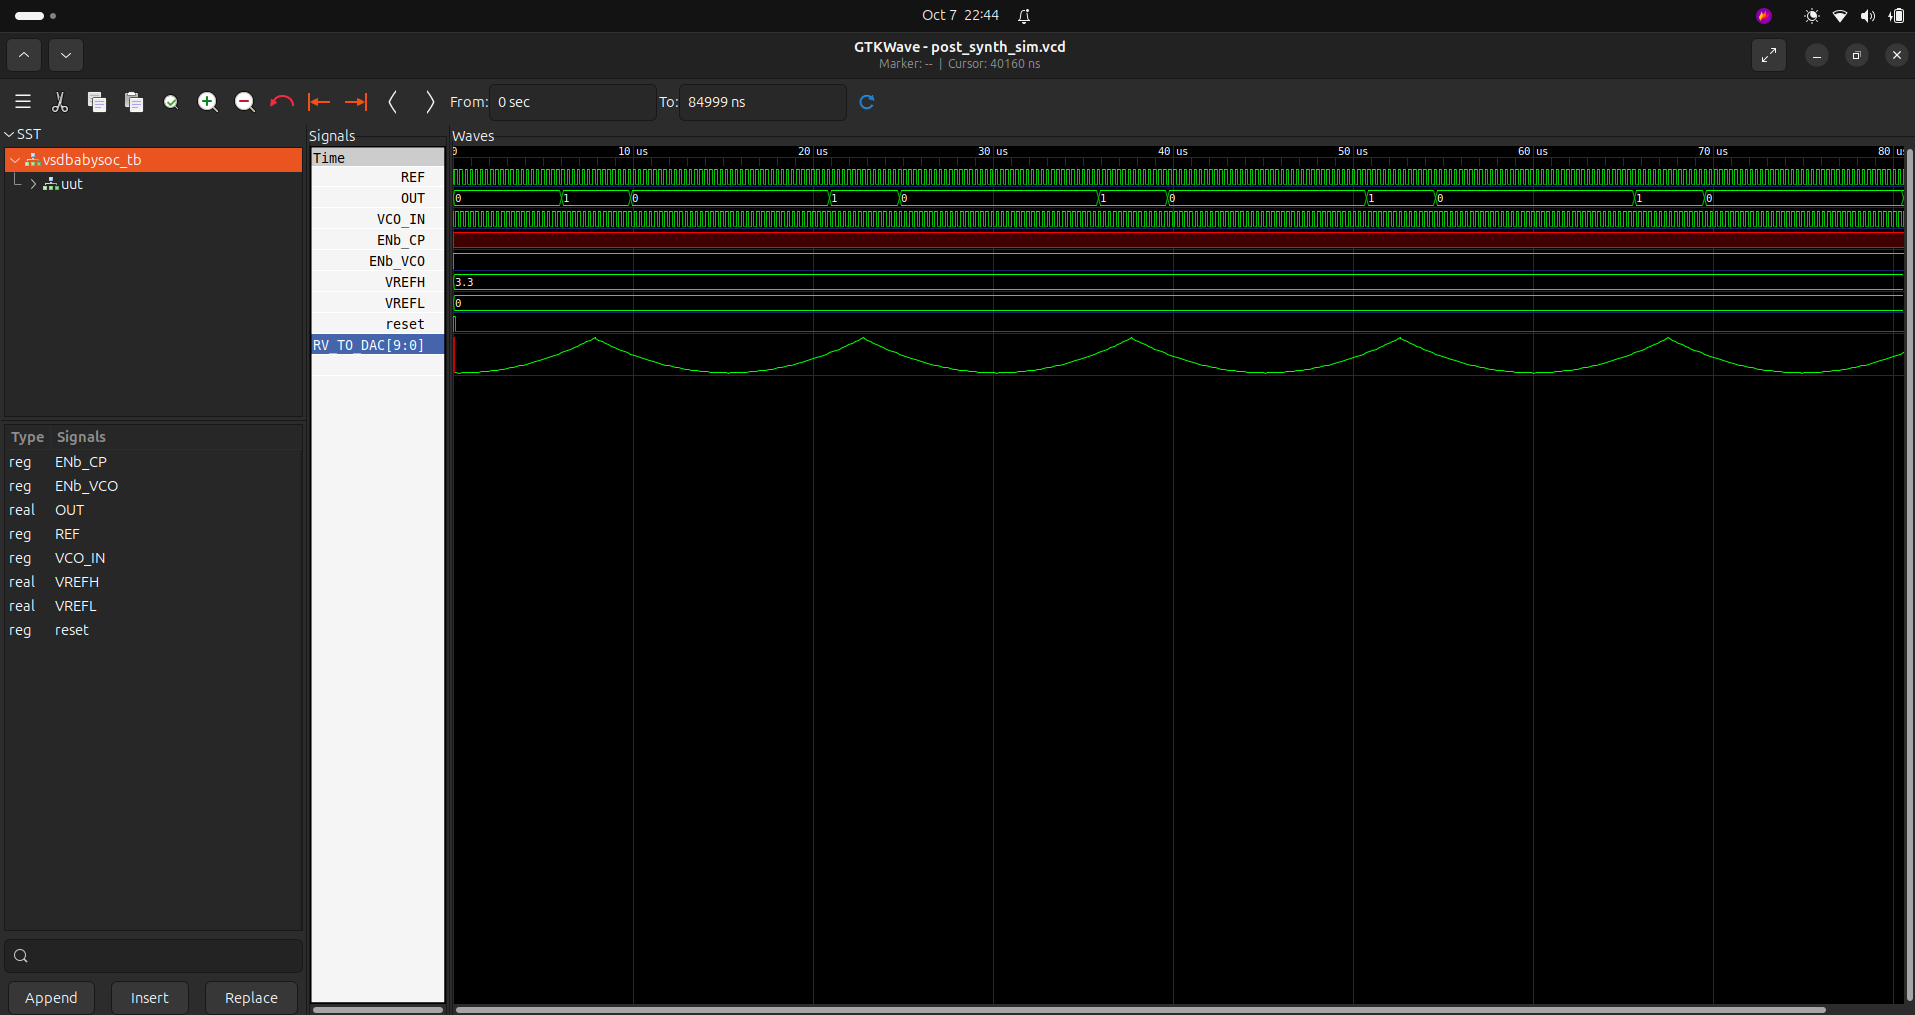 Oct 7 22:44
GTKWave - post_synth_sim.vcd
Marker: -- | Cursor: 40160 ns
From: 0 sec To: 84999 ns
SST
vsdbabysoc_tb
uut
Type Signals
reg ENb_CP
reg ENb_VCO
real OUT
reg REF
reg VCO_IN
real VREFH
real VREFL
reg reset
Append Insert Replace
Signals
Time
REF
OUT
VCO_IN
ENb_CP
ENb_VCO
VREFH
VREFL
reset
RV_TO_DAC[9:0]
Waves
0 10 us 20 us 30 us 40 us 50 us 60 us 70 us 80 us
0 1 0 1 0 1 0 1 0 1 0
3.3
0